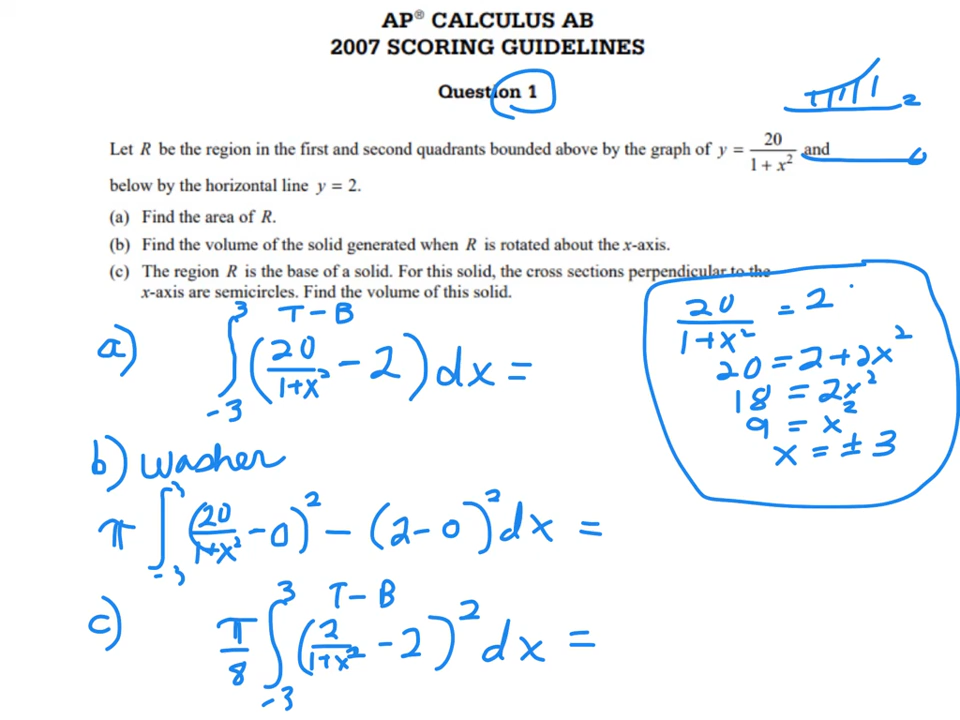 AP® CALCULUS AB
2007 SCORING GUIDELINES
Question 1
2
Let R be the region in the first and second quadrants bounded above by the graph of y = 20/(1 + x²) and
below by the horizontal line y = 2.
(a) Find the area of R.
(b) Find the volume of the solid generated when R is rotated about the x-axis.
(c) The region R is the base of a solid. For this solid, the cross sections perpendicular to the
x-axis are semicircles. Find the volume of this solid.
20/(1+x²) = 2
20 = 2+2x²
18 = 2x²
9 = x²
x = ±3
T-B
a) ∫_{-3}^{3} (20/(1+x²) - 2) dx =
b) washer
π ∫_{-3}^{3} (20/(1+x²) - 0)² - (2-0)² dx =
T-B
c) π/8 ∫_{-3}^{3} (2/(1+x²) - 2)² dx =